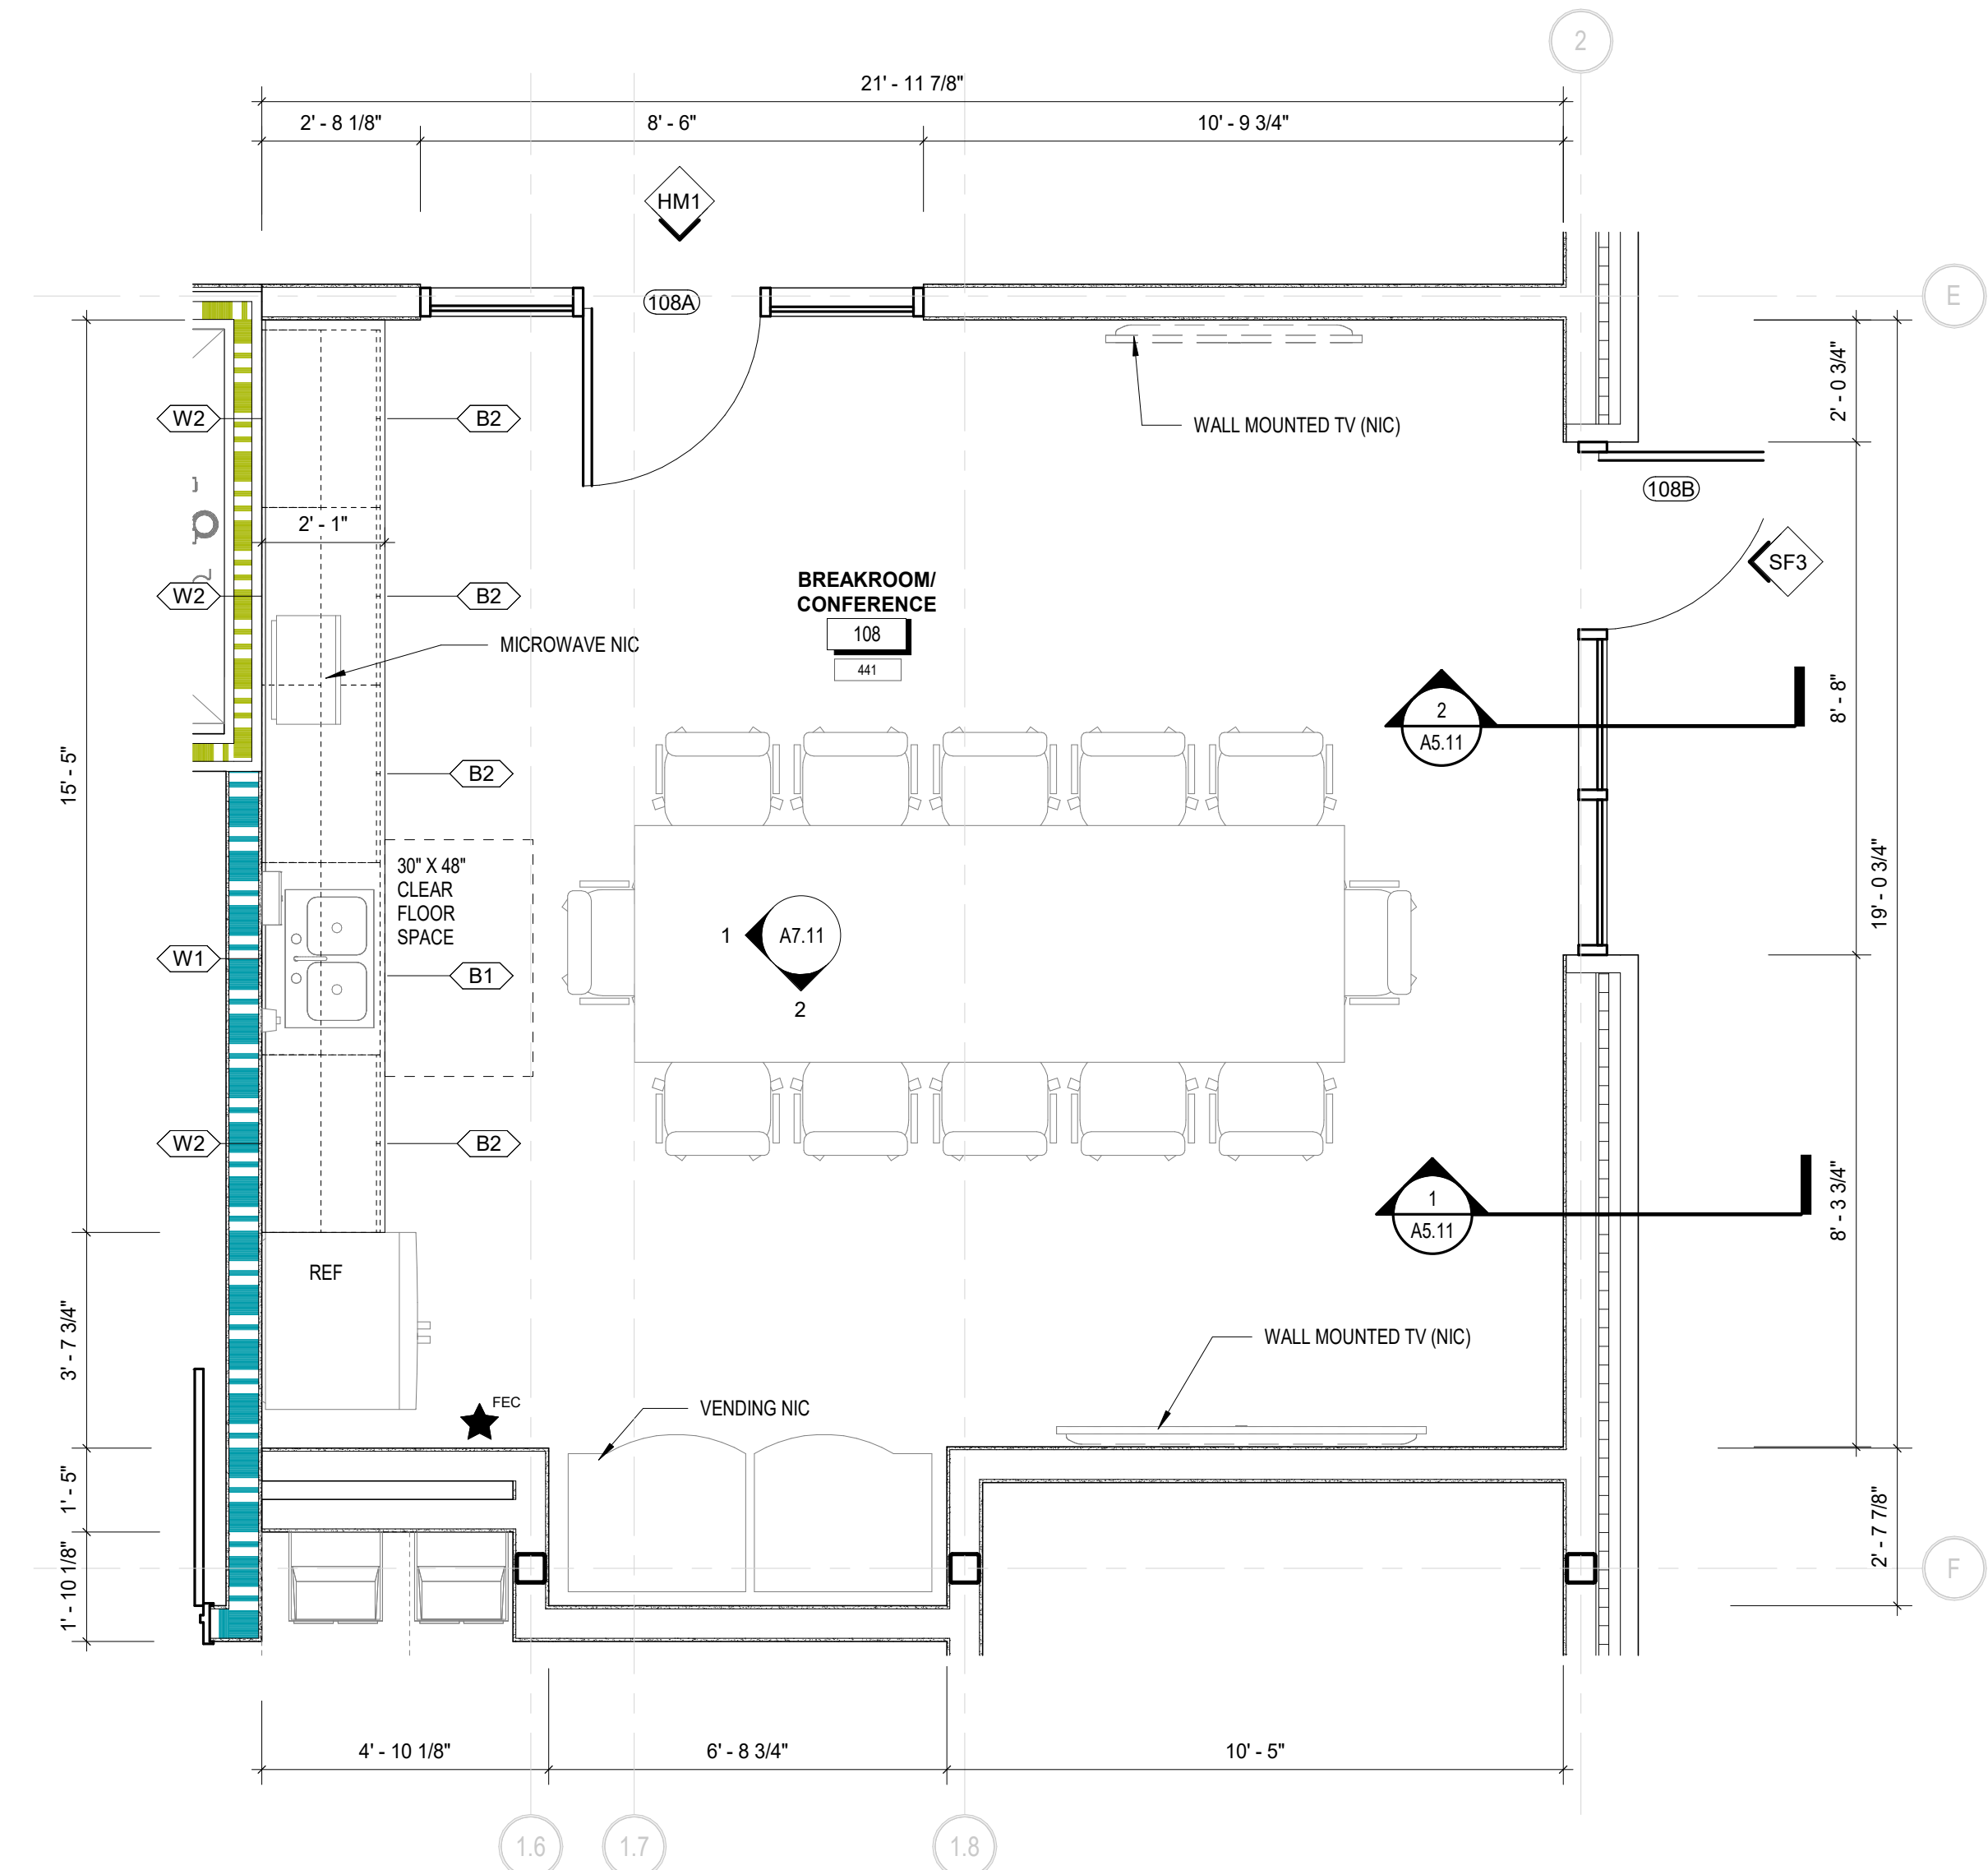 2
21' - 11 7/8"
2' - 8 1/8"
8' - 6"
10' - 9 3/4"
HM1
108A
E
2' - 0 3/4"
W2
B2
WALL MOUNTED TV (NIC)
108B
2' - 1"
SF3
BREAKROOM/
CONFERENCE
108
441
W2
B2
MICROWAVE NIC
2
A5.11
8' - 8"
15' - 5"
B2
30" X 48"
CLEAR
FLOOR
SPACE
19' - 0 3/4"
1
A7.11
2
W1
B1
W2
B2
1
A5.11
8' - 3 3/4"
REF
3' - 7 3/4"
WALL MOUNTED TV (NIC)
FEC
VENDING NIC
1' - 5"
2' - 7 7/8"
1' - 10 1/8"
F
4' - 10 1/8"
6' - 8 3/4"
10' - 5"
1.6
1.7
1.8